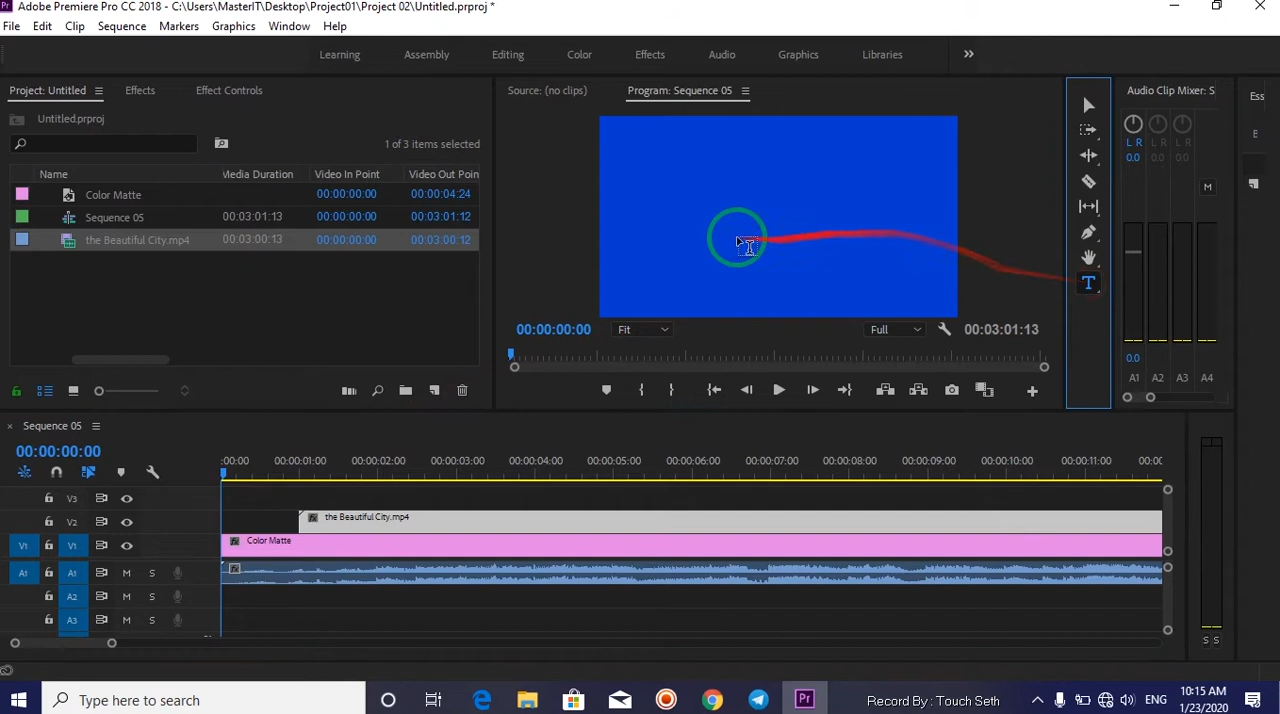 Adobe Premiere Pro CC 2018 - C:\Users\MasterIT\Desktop\Project01\Project 02\Untitled.prproj *
File Edit Clip Sequence Markers Graphics Window Help
Learning Assembly Editing Color Effects Audio Graphics Libraries
Project: Untitled Effects Effect Controls
Source: (no clips) Program: Sequence 05
Audio Clip Mixer: S
Ess
Untitled.prproj
1 of 3 items selected
Name Media Duration Video In Point Video Out Poin
Color Matte 00:00:00:00 00:00:04:24
Sequence 05 00:03:01:13 00:00:00:00 00:03:01:12
the Beautiful City.mp4 00:03:00:13 00:00:00:00 00:03:00:12
L R
0.0 0.0 0.0
M
0.0
A1 A2 A3 A4
00:00:00:00 Fit Full 00:03:01:13
Sequence 05
00:00:00:00
:00:00 00:00:01:00 00:00:02:00 00:00:03:00 00:00:04:00 00:00:05:00 00:00:06:00 00:00:07:00 00:00:08:00 00:00:09:00 00:00:10:00 00:00:11:00 00:00
V3
V2 the Beautiful City.mp4
V1 V1 Color Matte
A1 A1 M S
A2 M S
A3 M S
S S
Type here to search
Record By : Touch Seth
ENG
10:15 AM
1/23/2020